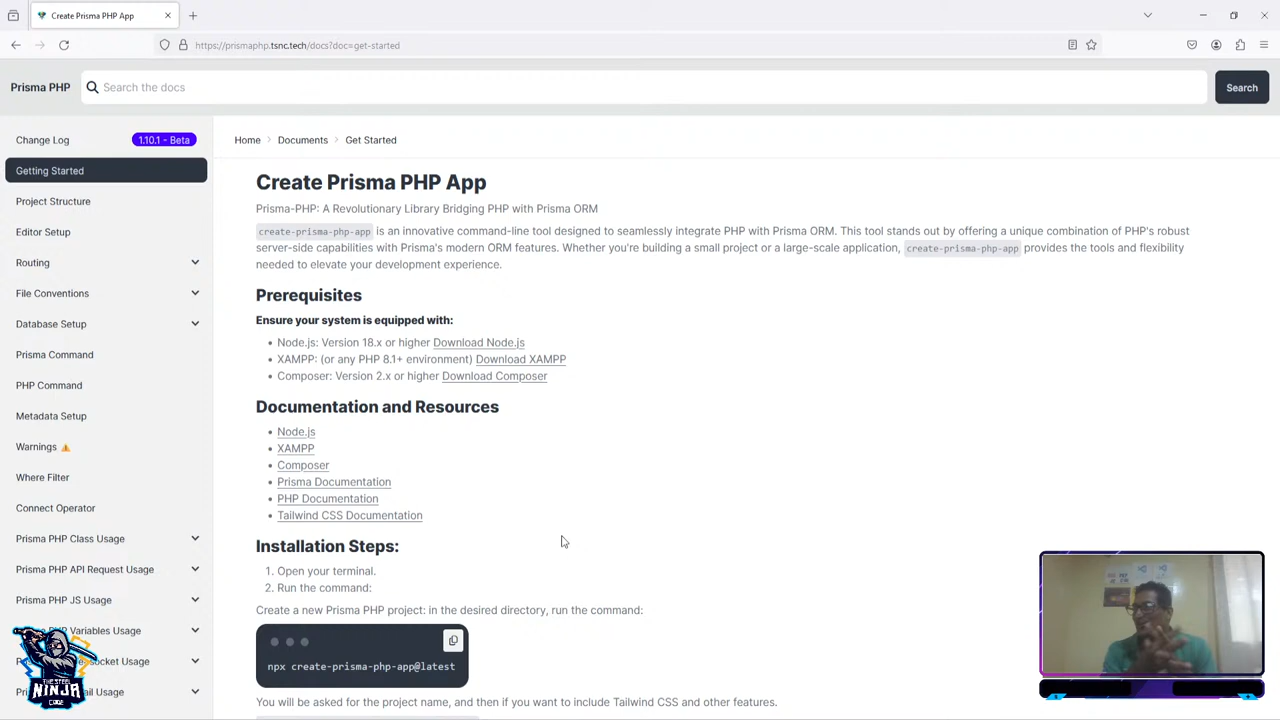 Create Prisma PHP App
https://prismaphp.tsnc.tech/docs?doc=get-started
Prisma PHP
Search the docs
Search
Change Log
1.10.1 - Beta
Getting Started
Project Structure
Editor Setup
Routing
File Conventions
Database Setup
Prisma Command
PHP Command
Metadata Setup
Warnings
Where Filter
Connect Operator
Prisma PHP Class Usage
Prisma PHP API Request Usage
Prisma PHP JS Usage
PHP Variables Usage
ocket Usage
ail Usage
THE STEEL
NINJA
CODE
Home > Documents > Get Started
Create Prisma PHP App
Prisma-PHP: A Revolutionary Library Bridging PHP with Prisma ORM
create-prisma-php-app is an innovative command-line tool designed to seamlessly integrate PHP with Prisma ORM. This tool stands out by offering a unique combination of PHP's robust
server-side capabilities with Prisma's modern ORM features. Whether you're building a small project or a large-scale application, create-prisma-php-app provides the tools and flexibility
needed to elevate your development experience.
Prerequisites
Ensure your system is equipped with:
• Node.js: Version 18.x or higher Download Node.js
• XAMPP: (or any PHP 8.1+ environment) Download XAMPP
• Composer: Version 2.x or higher Download Composer
Documentation and Resources
• Node.js
• XAMPP
• Composer
• Prisma Documentation
• PHP Documentation
• Tailwind CSS Documentation
Installation Steps:
1. Open your terminal.
2. Run the command:
Create a new Prisma PHP project: in the desired directory, run the command:
npx create-prisma-php-app@latest
You will be asked for the project name, and then if you want to include Tailwind CSS and other features.